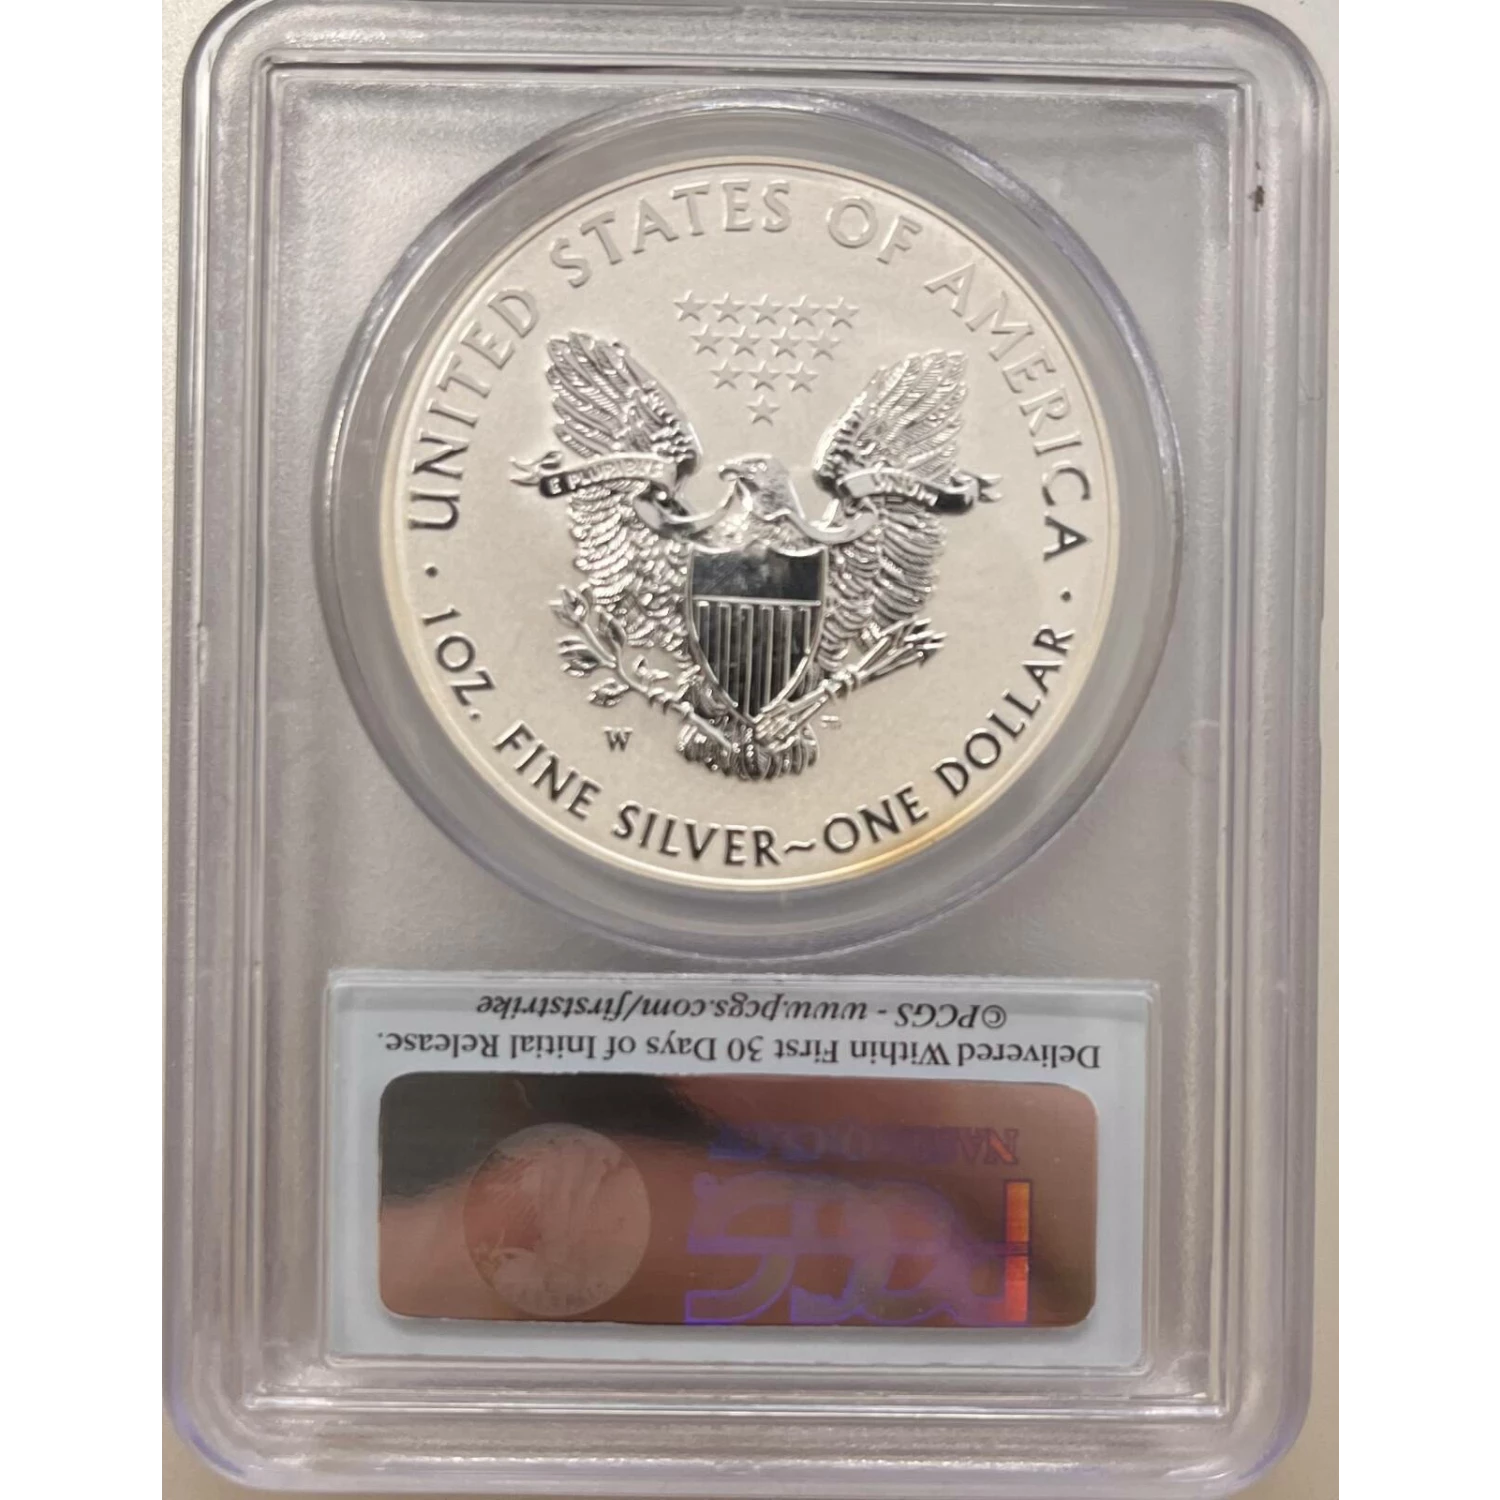 UNITED STATES OF AMERICA
E PLURIBUS UNUM
W
1 OZ. FINE SILVER~ONE DOLLAR
Delivered Within First 30 Days of Initial Release.
©PCGS - www.pcgs.com/firststrike
PCGS